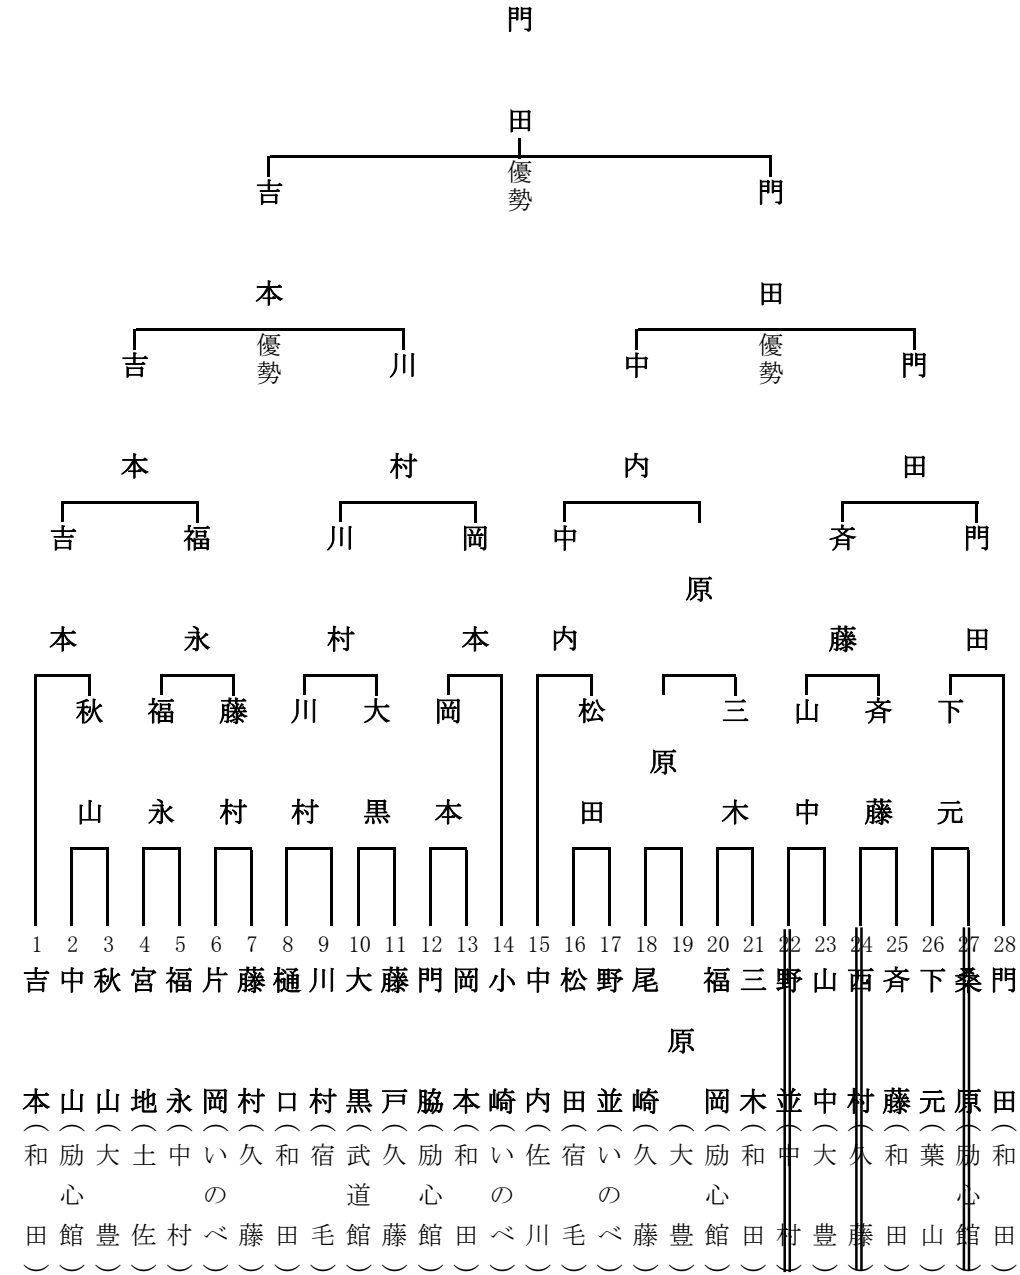 門田
優勢
吉本
門田
優勢
優勢
吉本
川村
中内
門田
吉本
福永
川村
岡本
中内
原
斉藤
門田
秋山
福永
藤村
川村
大黒
岡本
松田
原
三木
山中
斉藤
下元
1 吉本（和田）
2 中山（励心館）
3 秋山（大豊）
4 宮地（土佐）
5 福永（中村）
6 片岡（いのべ）
7 藤村（久藤）
8 樋口（和田）
9 川村（宿毛）
10 大黒（武道館）
11 藤戸（久藤）
12 門脇（励心館）
13 岡本（和田）
14 小崎（いのべ）
15 中内（佐川）
16 松田（宿毛）
17 野並（いのべ）
18 尾崎（久藤）
19 原（大豊）
20 福岡（励心館）
21 三木（和田）
22 野並（中村）
23 山中（大豊）
24 西村（久藤）
25 斉藤（和田）
26 下元（葉山）
27 桑原（励心館）
28 門田（和田）